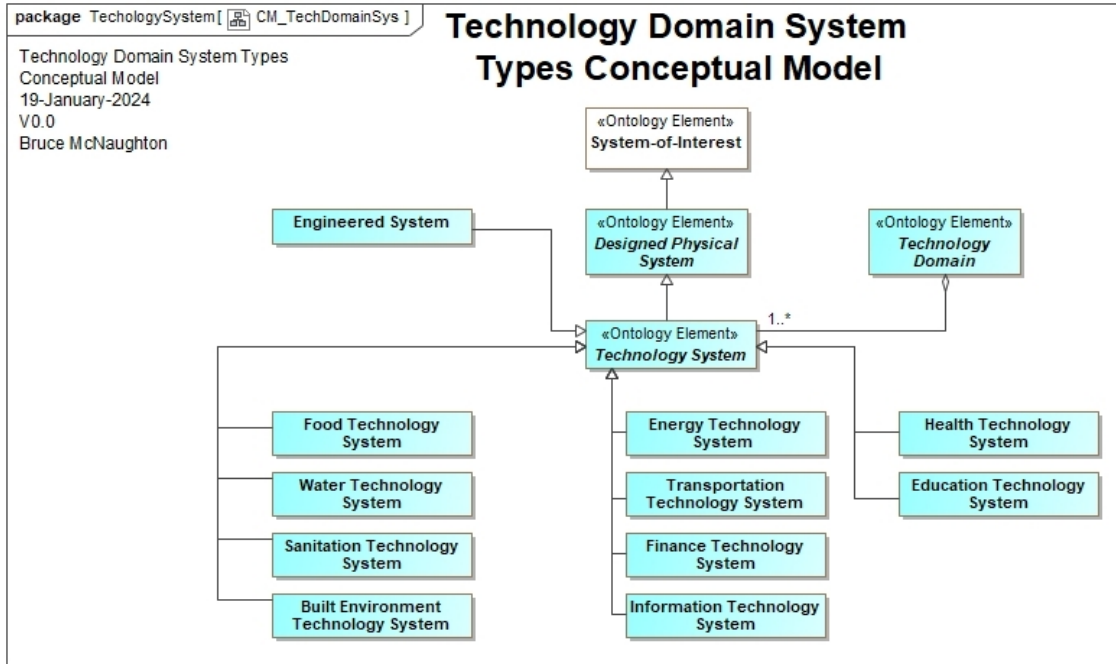 package TechologySystem[ CM_TechDomainSys ]
Technology Domain System
Types Conceptual Model
Technology Domain System Types
Conceptual Model
19-January-2024
V0.0
Bruce McNaughton
«Ontology Element»
System-of-Interest
Engineered System
«Ontology Element»
Designed Physical
System
«Ontology Element»
Technology
Domain
1..*
«Ontology Element»
Technology System
Food Technology
System
Energy Technology
System
Health Technology
System
Water Technology
System
Transportation
Technology System
Education Technology
System
Sanitation Technology
System
Finance Technology
System
Built Environment
Technology System
Information Technology
System